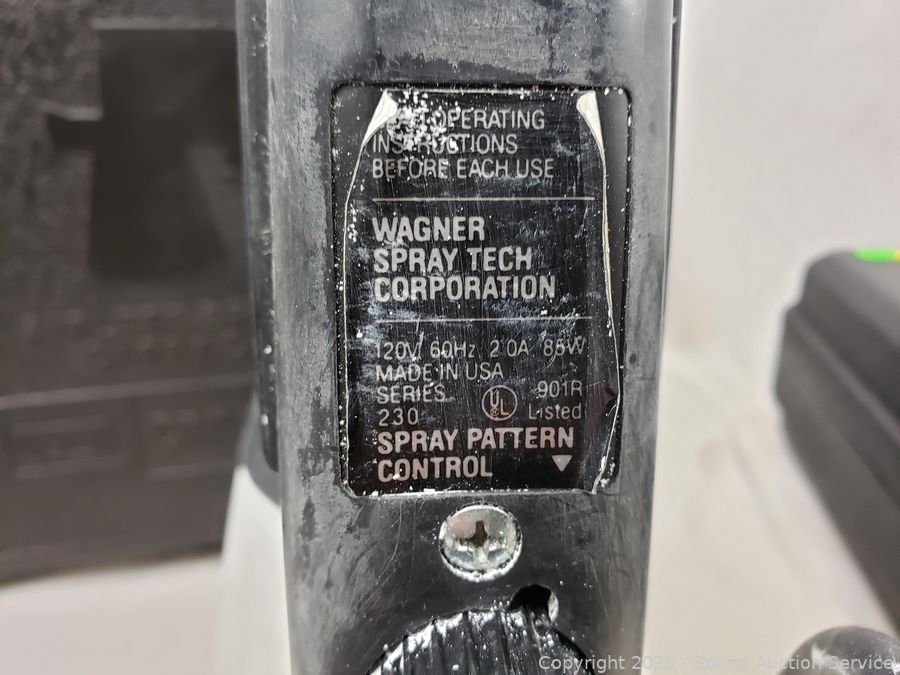 OPERATING
INSTRUCTIONS
BEFORE EACH USE
WAGNER
SPRAY TECH
CORPORATION
120V 60Hz 2.0A 85W
MADE IN USA
SERIES 901R
230 UL Listed
SPRAY PATTERN
CONTROL
Copyright 2026 - Sound Auction Service